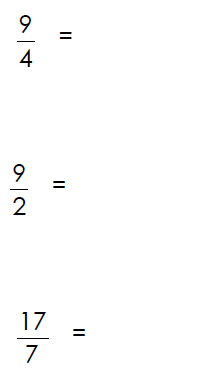 9/4 =
9/2 =
17/7 =